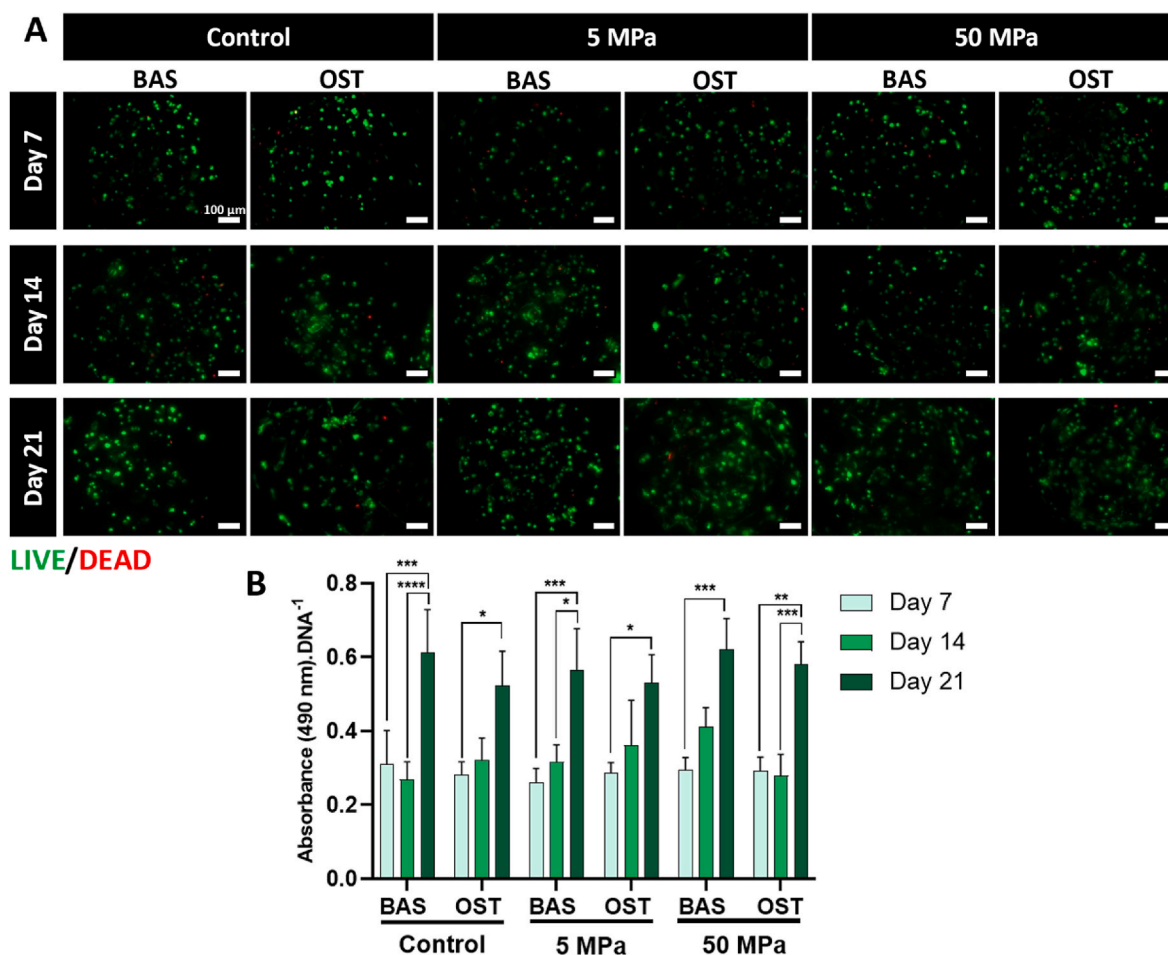 A
Control 5 MPa 50 MPa
BAS OST BAS OST BAS OST
Day 7
100 µm
Day 14
Day 21
LIVE/DEAD
B
Absorbance (490 nm).DNA⁻¹
0.8
0.6
0.4
0.2
0.0
*** **** * *** * * *** ** ***
Day 7
Day 14
Day 21
BAS OST BAS OST BAS OST
Control 5 MPa 50 MPa